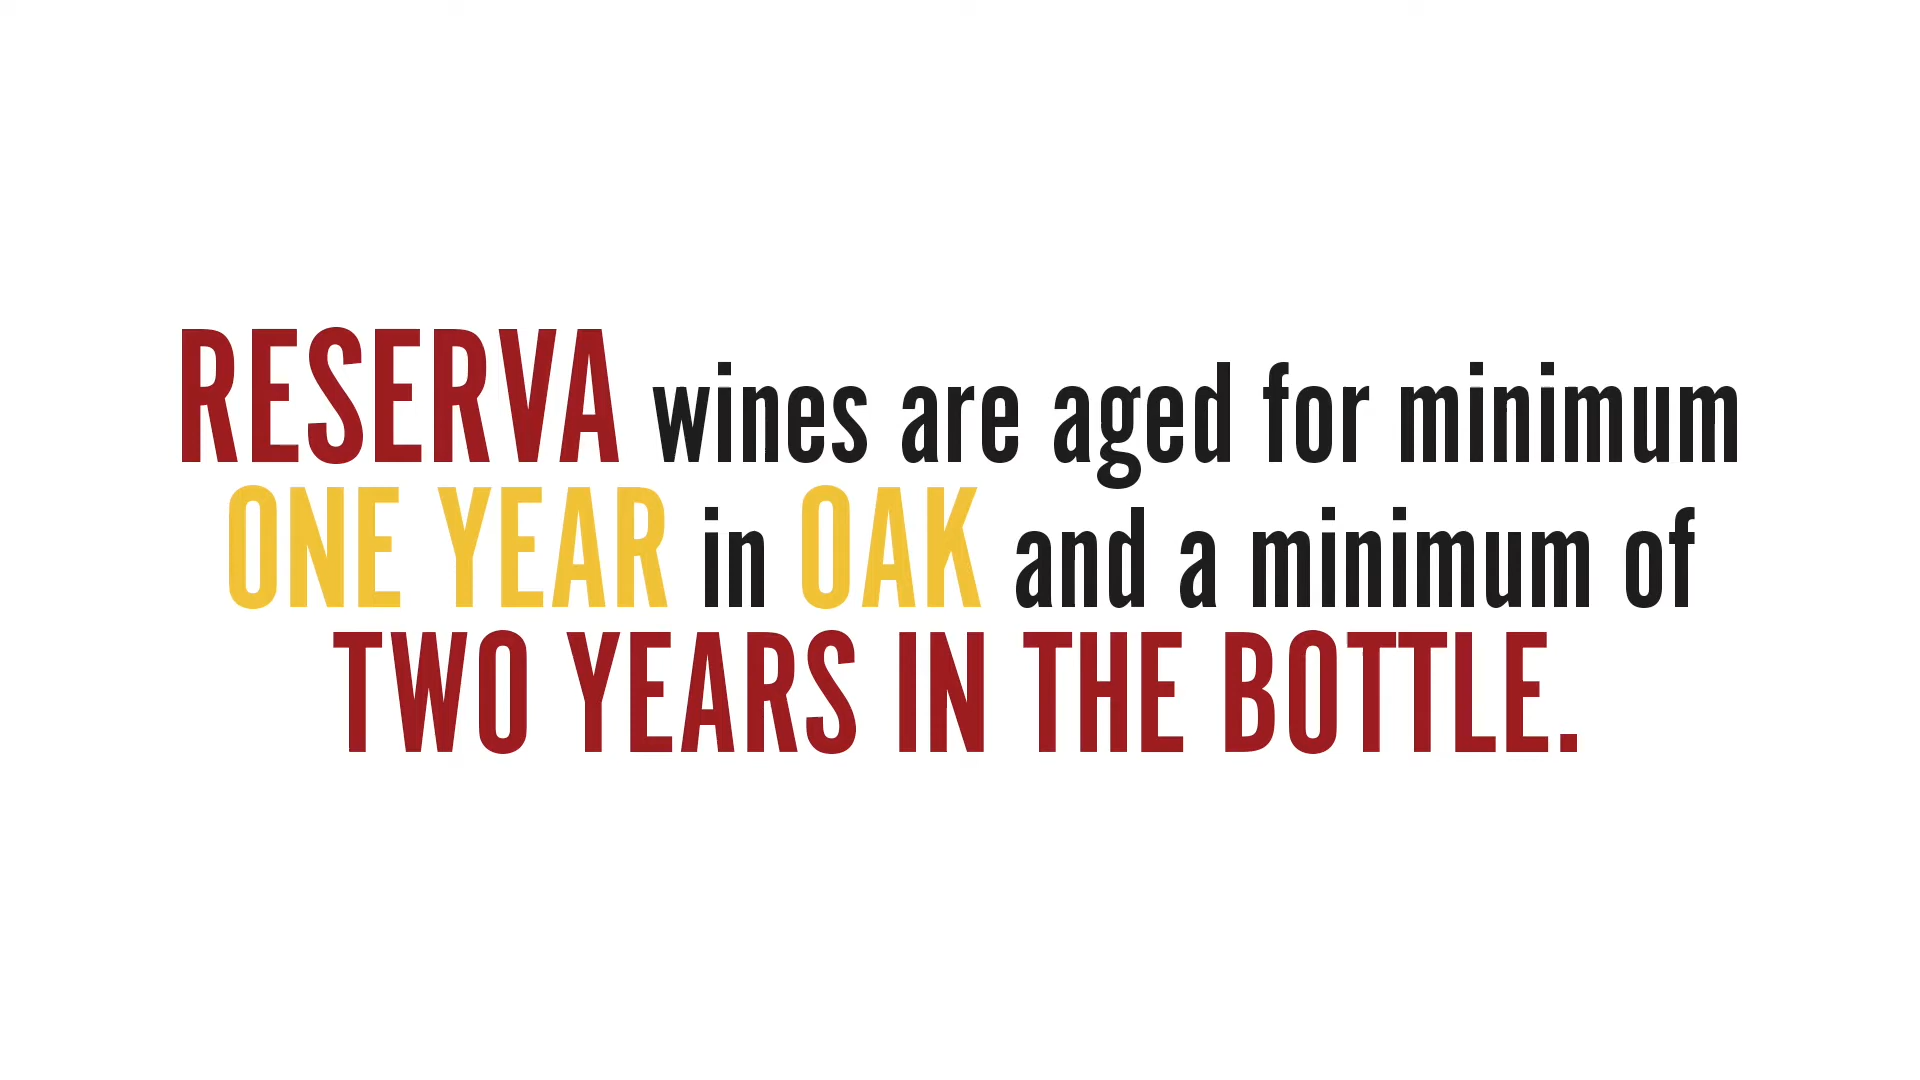 RESERVA wines are aged for minimum
ONE YEAR in OAK and a minimum of
TWO YEARS IN THE BOTTLE.